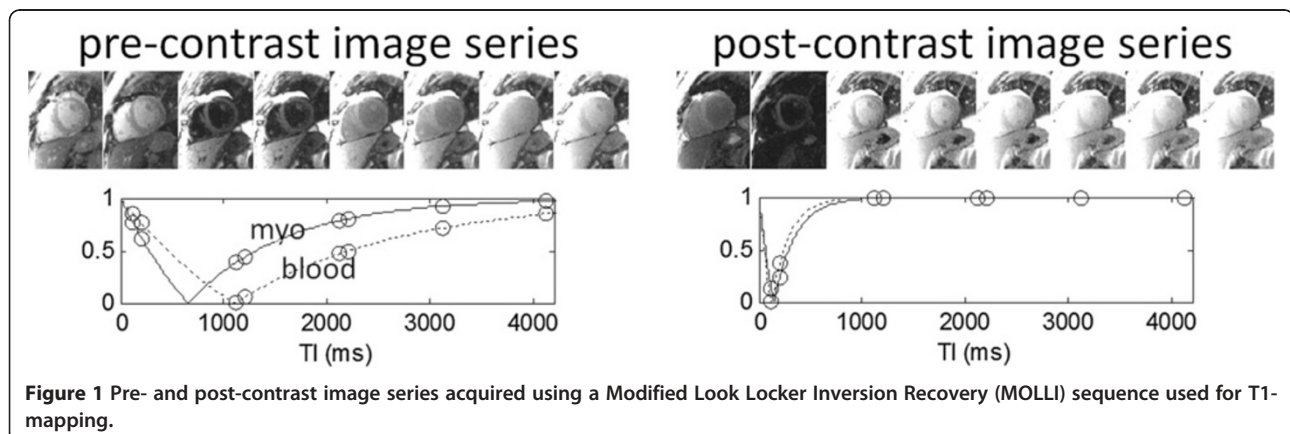 pre-contrast image series
post-contrast image series
1
0.5
0
myo
blood
0 1000 2000 3000 4000
TI (ms)
1
0.5
0
0 1000 2000 3000 4000
TI (ms)
Figure 1 Pre- and post-contrast image series acquired using a Modified Look Locker Inversion Recovery (MOLLI) sequence used for T1-
mapping.